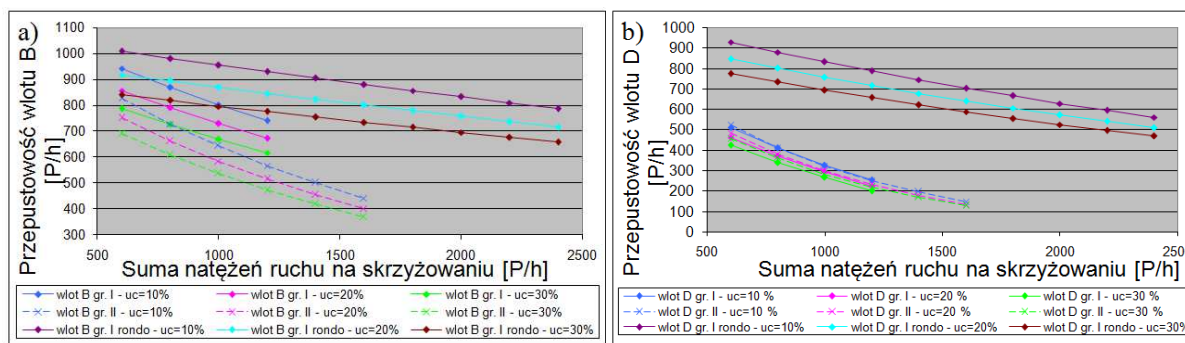 a)
Przepustowość wlotu B
[P/h]
1100
1000
900
800
700
600
500
400
300
500
1000
1500
2000
2500
Suma natężeń ruchu na skrzyżowaniu [P/h]
wlot B gr. I - uc=10%
wlot B gr. I - uc=20%
wlot B gr. I - uc=30%
wlot B gr. II - uc=10%
wlot B gr. II - uc=20%
wlot B gr. II - uc=30%
wlot B gr. I rondo - uc=10%
wlot B gr. I rondo - uc=20%
wlot B gr. I rondo - uc=30%
b)
Przepustowość wlotu D
[P/h]
1000
900
800
700
600
500
400
300
200
100
0
500
1000
1500
2000
2500
Suma natężeń ruchu na skrzyżowaniu [P/h]
wlot D gr. I - uc=10 %
wlot D gr. I - uc=20 %
wlot D gr. I - uc=30 %
wlot D gr. II - uc=10 %
wlot D gr. II - uc=20 %
wlot D gr. II - uc=30 %
wlot D gr. I rondo - uc=10%
wlot D gr. I rondo - uc=20%
wlot D gr. I rondo - uc=30%